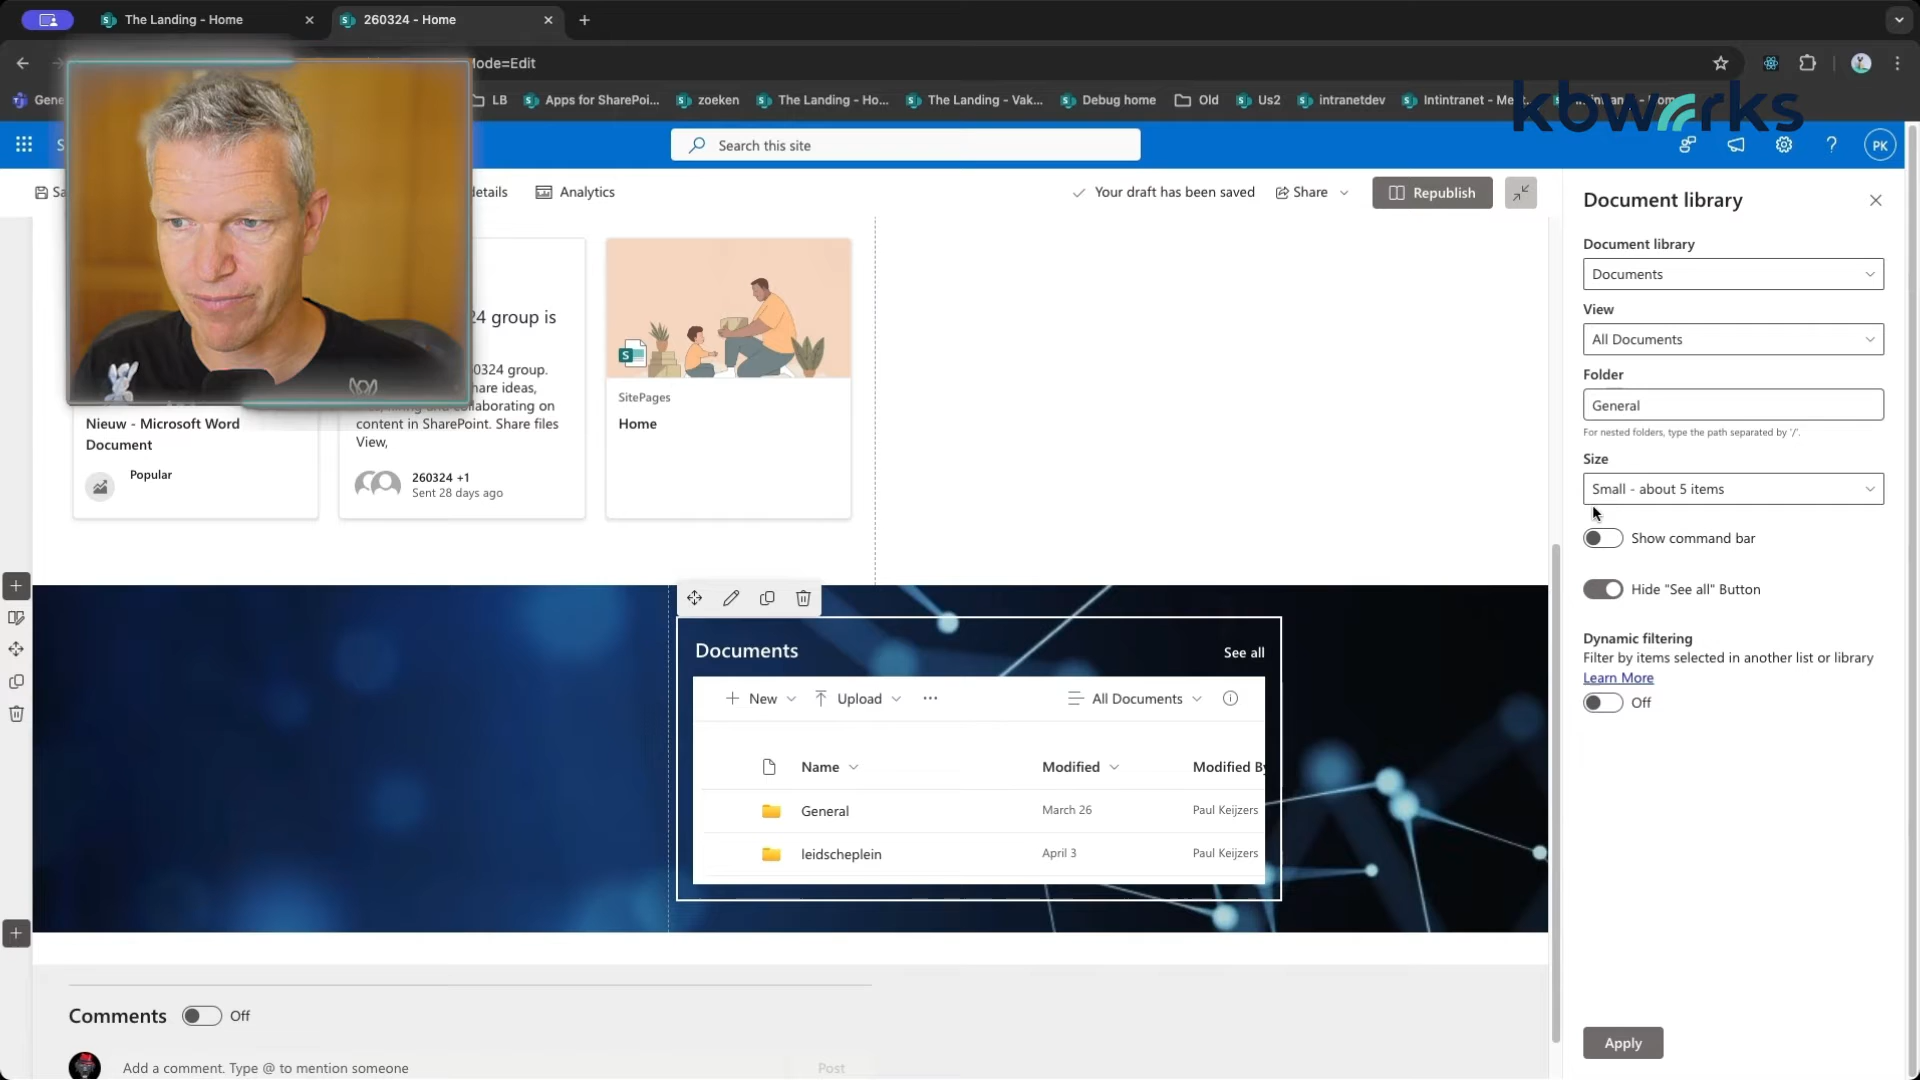 The Landing - Home
260324 - Home
Mode=Edit
Gene
LB
Apps for SharePoi...
zoeken
The Landing - Ho...
The Landing - Vak...
Debug home
Old
Us2
intranetdev
Intintranet - Me
kbworks
S
Search this site
PK
Sa
details
Analytics
Your draft has been saved
Share
Republish
Document library
Document library
Documents
View
All Documents
Folder
General
For nested folders, type the path separated by '/'.
Size
Small - about 5 items
Show command bar
Hide "See all" Button
Dynamic filtering
Filter by items selected in another list or library
Learn More
Off
Apply
Nieuw - Microsoft Word
Document
Popular
24 group is
0324 group.
hare ideas,
collaborating on
content in SharePoint. Share files
View,
260324 +1
Sent 28 days ago
S
SitePages
Home
Documents
See all
New
Upload
All Documents
Name
Modified
Modified By
General
March 26
Paul Keijzers
leidscheplein
April 3
Paul Keijzers
Comments
Off
Add a comment. Type @ to mention someone
Post